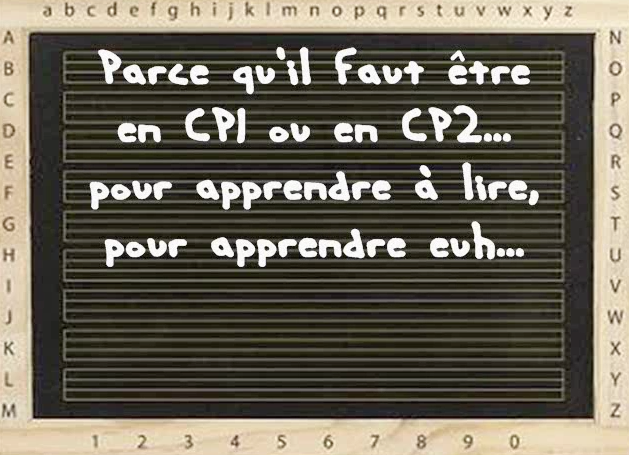 a b c d e f g h i j k l m n o p q r s t u v w x y z
Parce qu'il faut être
en CP1 ou en CP2...
pour apprendre à lire,
pour apprendre euh...
A
B
C
D
E
F
G
H
I
J
K
L
M
N
O
P
Q
R
S
T
U
V
W
X
Y
Z
1 2 3 4 5 6 7 8 9 0